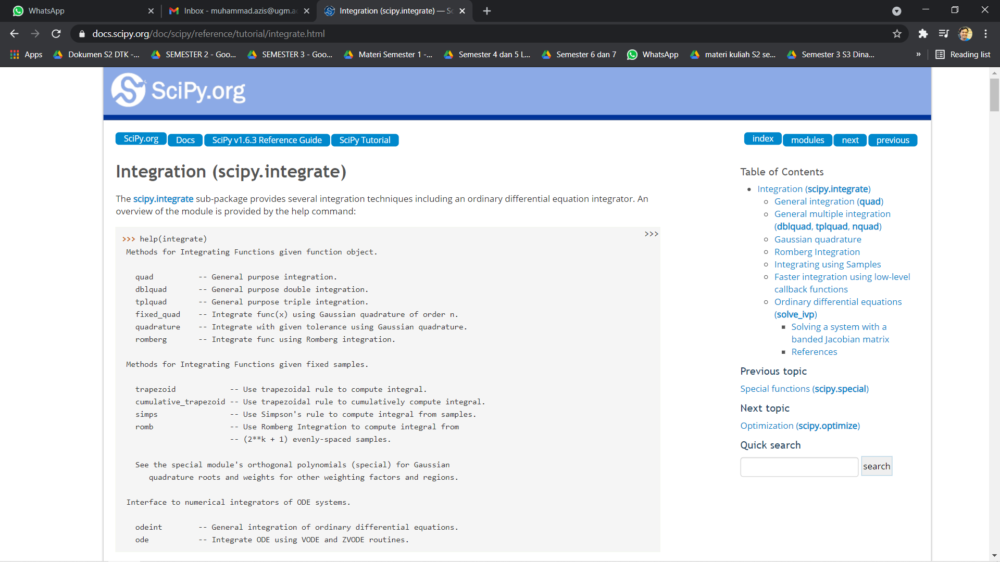 WhatsApp
Inbox - muhammad.azis@ugm.ac
Integration (scipy.integrate) — Sc
docs.scipy.org/doc/scipy/reference/tutorial/integrate.html
Apps
Dokumen S2 DTK -...
SEMESTER 2 - Goo...
SEMESTER 3 - Goo...
Materi Semester 1 -...
Semester 4 dan 5 L...
Semester 6 dan 7
WhatsApp
materi kuliah S2 se...
Semester 3 S3 Dina...
»
Reading list
SciPy.org
SciPy.org
Docs
SciPy v1.6.3 Reference Guide
SciPy Tutorial
index
modules
next
previous
Integration (scipy.integrate)
The scipy.integrate sub-package provides several integration techniques including an ordinary differential equation integrator. An
overview of the module is provided by the help command:
>>>
>>> help(integrate)
Methods for Integrating Functions given function object.
quad -- General purpose integration.
dblquad -- General purpose double integration.
tplquad -- General purpose triple integration.
fixed_quad -- Integrate func(x) using Gaussian quadrature of order n.
quadrature -- Integrate with given tolerance using Gaussian quadrature.
romberg -- Integrate func using Romberg integration.
Methods for Integrating Functions given fixed samples.
trapezoid -- Use trapezoidal rule to compute integral.
cumulative_trapezoid -- Use trapezoidal rule to cumulatively compute integral.
simps -- Use Simpson's rule to compute integral from samples.
romb -- Use Romberg Integration to compute integral from
-- (2**k + 1) evenly-spaced samples.
See the special module's orthogonal polynomials (special) for Gaussian
quadrature roots and weights for other weighting factors and regions.
Interface to numerical integrators of ODE systems.
odeint -- General integration of ordinary differential equations.
ode -- Integrate ODE using VODE and ZVODE routines.
Table of Contents
Integration (scipy.integrate)
General integration (quad)
General multiple integration
(dblquad, tplquad, nquad)
Gaussian quadrature
Romberg Integration
Integrating using Samples
Faster integration using low-level
callback functions
Ordinary differential equations
(solve_ivp)
Solving a system with a
banded Jacobian matrix
References
Previous topic
Special functions (scipy.special)
Next topic
Optimization (scipy.optimize)
Quick search
search